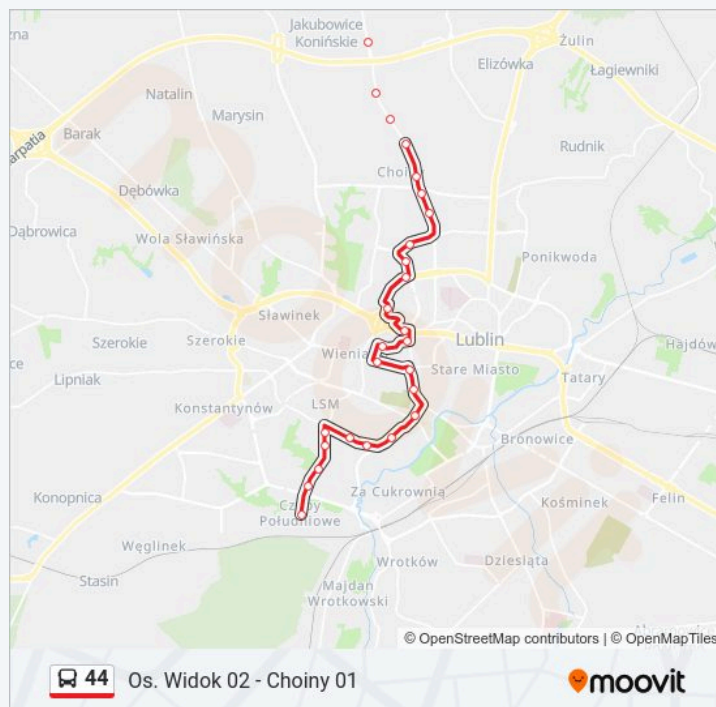 Jakubowice
Konińskie
Żulin
zna
Elizówka
Łagiewniki
Natalin
Marysin
Barak
arpatia
Rudnik
Choi
Dębówka
Dąbrowica
Wola Sławińska
Ponikwoda
Sławinek
Szerokie
Szerokie
ce
Wienia
Lublin
Hajdów
Stare Miasto
Lipniak
Tatary
LSM
Konstantynów
Bronowice
Za Cukrownią
Konopnica
Felin
Kośminek
Południowe
Węglinek
Wrotków
Dziesiąta
Stasin
Majdan
Wrotkowski
© OpenStreetMap contributors | © OpenMapTiles
44 Os. Widok 02 - Choiny 01
moovit